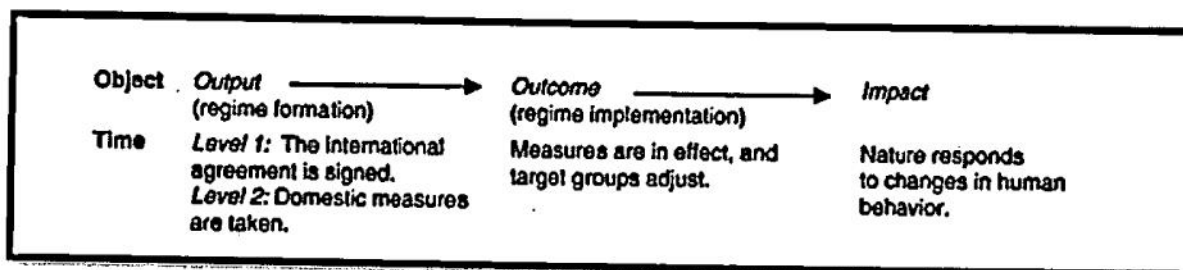 Object Output Outcome Impact
(regime formation) (regime implementation)
Time Level 1: The international Measures are in effect, and Nature responds
agreement is signed. target groups adjust. to changes in human
Level 2: Domestic measures behavior.
are taken.